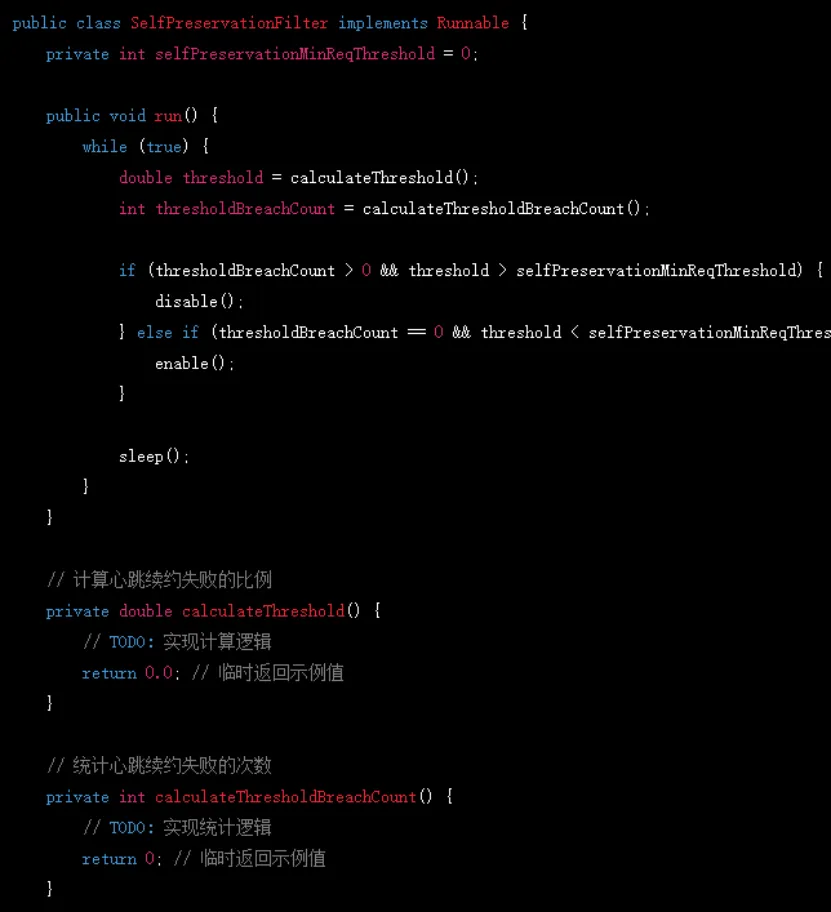 public class SelfPreservationFilter implements Runnable {
    private int selfPreservationMinReqThreshold = 0;
    public void run() {
        while (true) {
            double threshold = calculateThreshold();
            int thresholdBreachCount = calculateThresholdBreachCount();
            if (thresholdBreachCount > 0 && threshold > selfPreservationMinReqThreshold) {
                disable();
            } else if (thresholdBreachCount == 0 && threshold < selfPreservationMinReqThres
                enable();
            }
            sleep();
        }
    }
    // 计算心跳续约失败的比例
    private double calculateThreshold() {
        // TODO: 实现计算逻辑
        return 0.0; // 临时返回示例值
    }
    // 统计心跳续约失败的次数
    private int calculateThresholdBreachCount() {
        // TODO: 实现统计逻辑
        return 0; // 临时返回示例值
    }